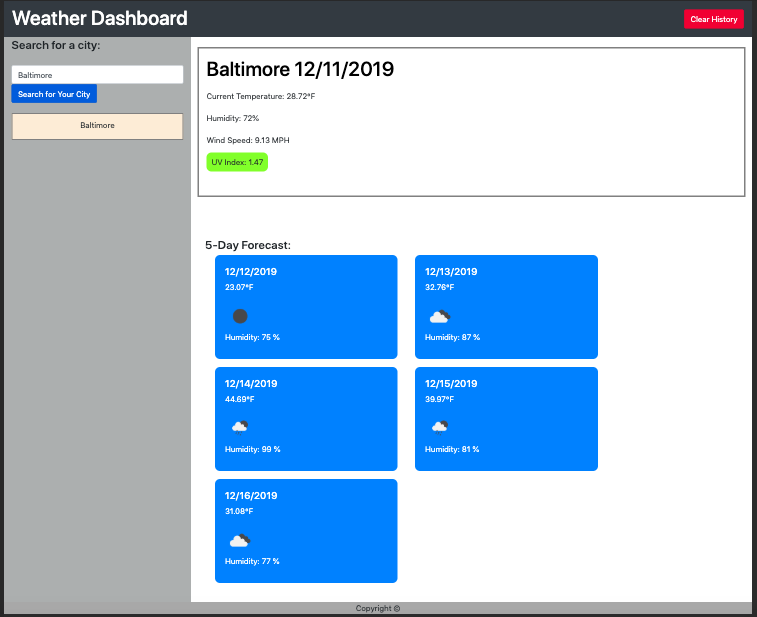 Weather Dashboard
Clear History
Search for a city:
Baltimore
Search for Your City
Baltimore
Baltimore 12/11/2019
Current Temperature: 28.72°F
Humidity: 72%
Wind Speed: 9.13 MPH
UV Index: 1.47
5-Day Forecast:
12/12/2019
23.07°F
Humidity: 75 %
12/13/2019
32.76°F
Humidity: 87 %
12/14/2019
44.69°F
Humidity: 99 %
12/15/2019
39.97°F
Humidity: 81 %
12/16/2019
31.08°F
Humidity: 77 %
Copyright ©